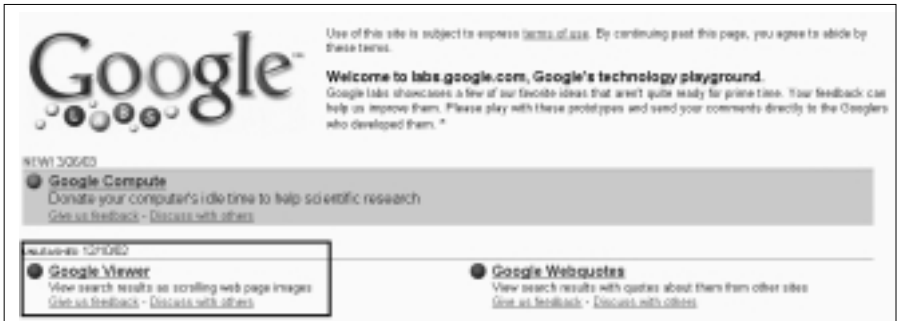 Google™
LABS
Use of this site is subject to express terms of use. By continuing past this page, you agree to abide by
these terms.
Welcome to labs.google.com, Google's technology playground.
Google labs showcases a few of our favorite ideas that aren't quite ready for prime time. Your feedback can
help us improve them. Please play with these prototypes and send your comments directly to the Googlers
who developed them. *
NEW! 3/26/03
Google Compute
Donate your computer's idle time to help scientific research
Give us feedback - Discuss with others
UNLEASHED 12/10/02
Google Viewer
View search results as scrolling web page images
Give us feedback - Discuss with others
Google Webquotes
View search results with quotes about them from other sites
Give us feedback - Discuss with others